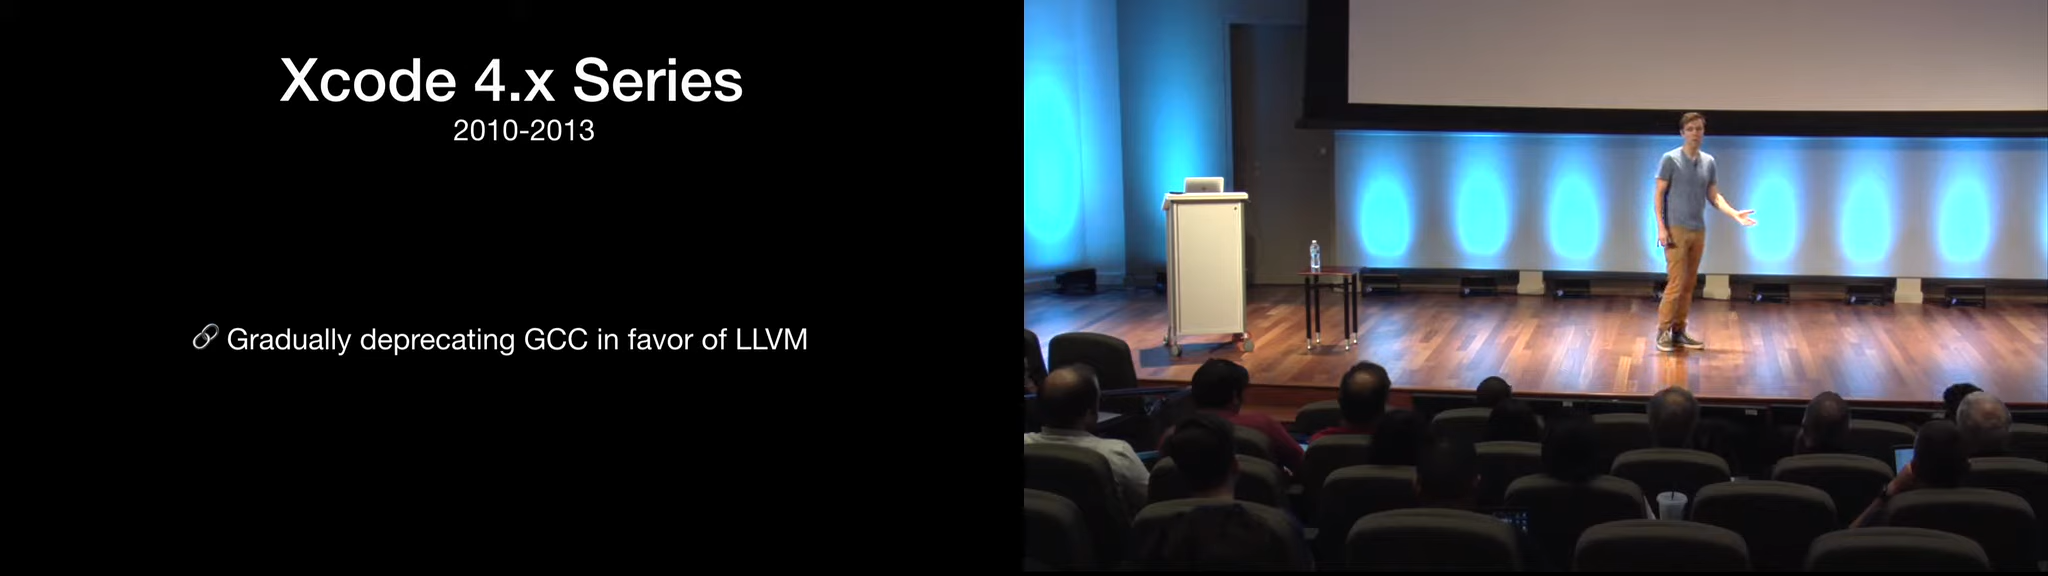 Xcode 4.x Series
2010-2013
🔗 Gradually deprecating GCC in favor of LLVM